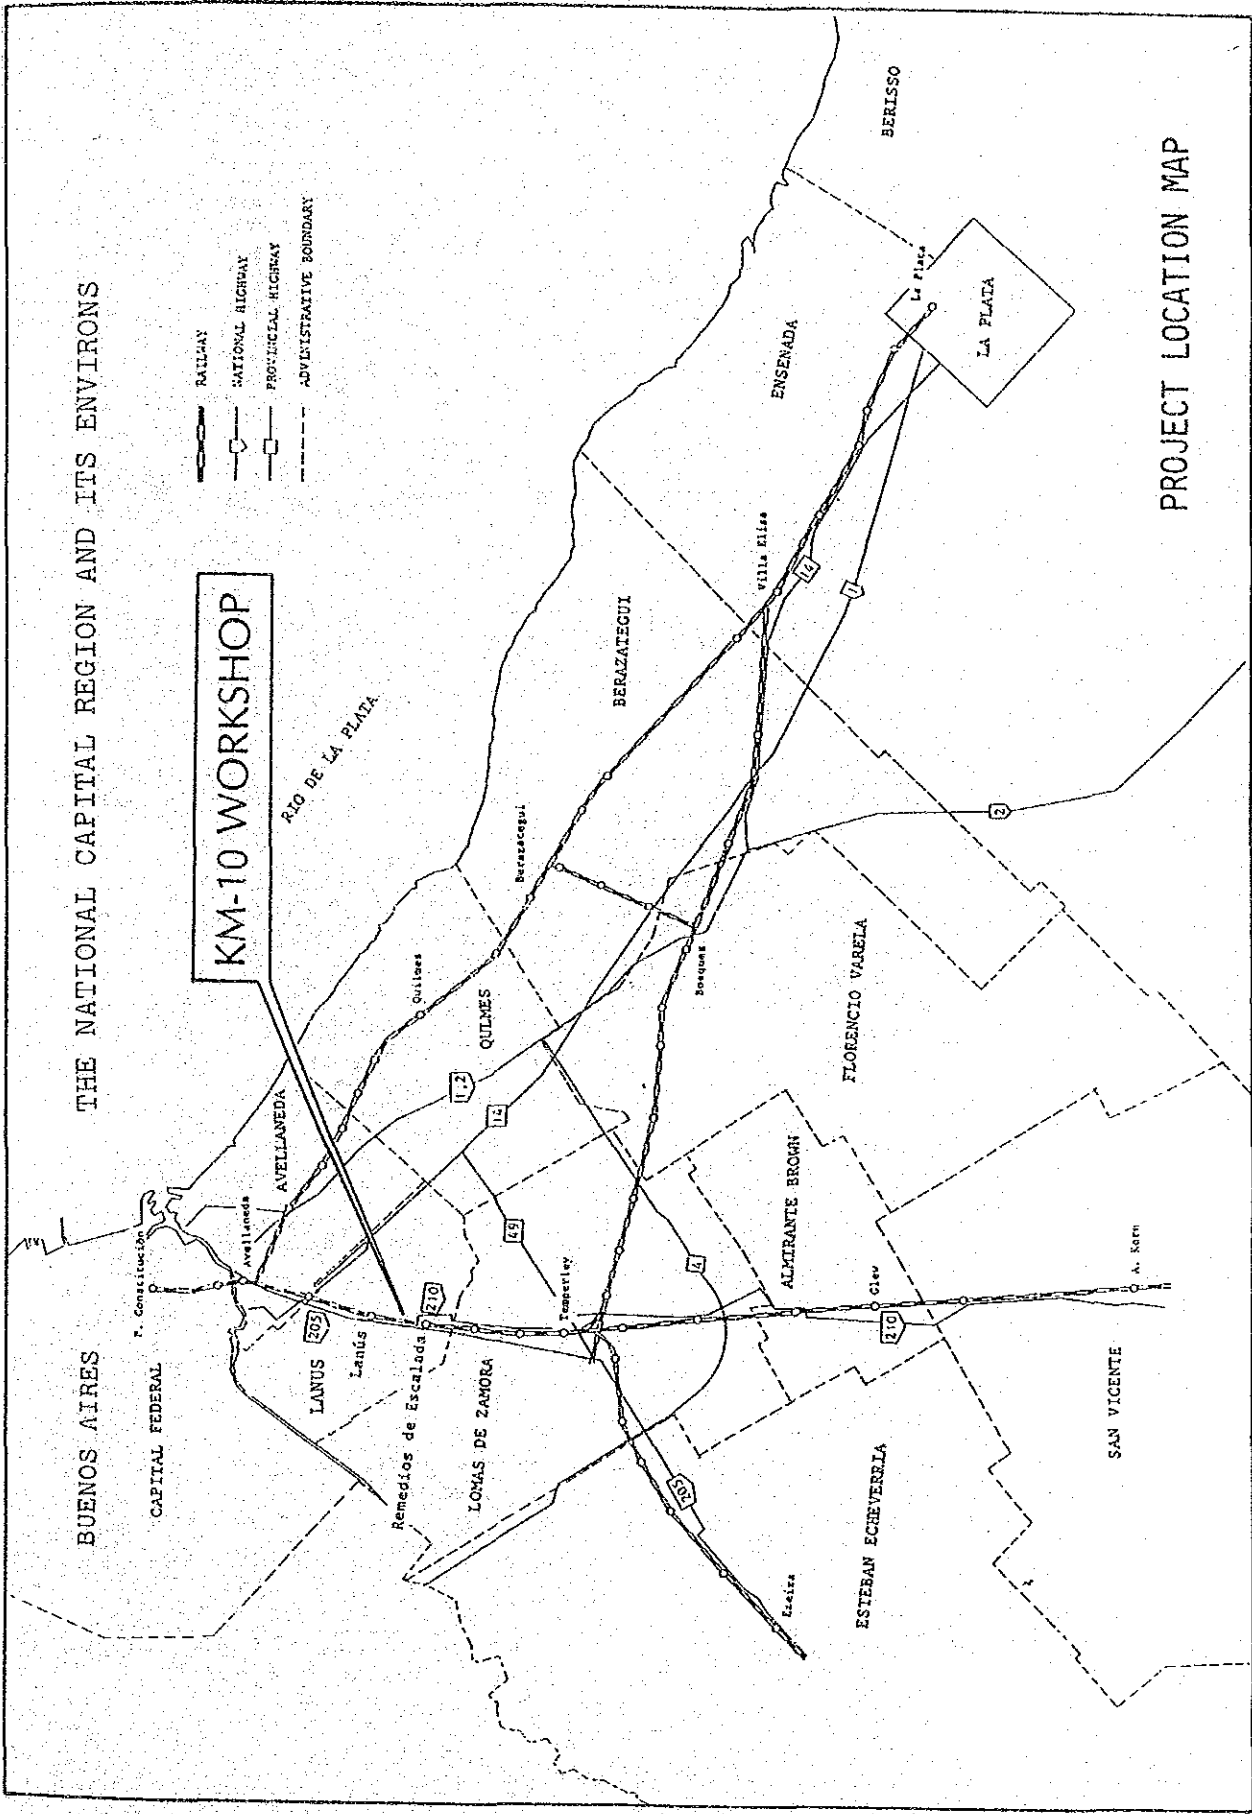 THE NATIONAL CAPITAL REGION AND ITS ENVIRONS
BUENOS AIRES
CAPITAL FEDERAL
KM-10 WORKSHOP
RAILWAY
NATIONAL HIGHWAY
PROVINCIAL HIGHWAY
ADMINISTRATIVE BOUNDARY
RIO DE LA PLATA
P. Constitución
Avellaneda
AVELLANEDA
205
LANUS
Lanús
Remedios de Escalada
210
LOMAS DE ZAMORA
Quilmes
QULMES
1.2
14
49
Temperley
4
Berazategui
BERAZATEGUI
Bosques
Villa Elisa
14
1
2
ENSENADA
BERISSO
La Plata
LA PLATA
FLORENCIO VARELA
ALMIRANTE BROWN
Glew
210
A. Korn
205
Ezeiza
ESTEBAN ECHEVERRIA
SAN VICENTE
PROJECT LOCATION MAP